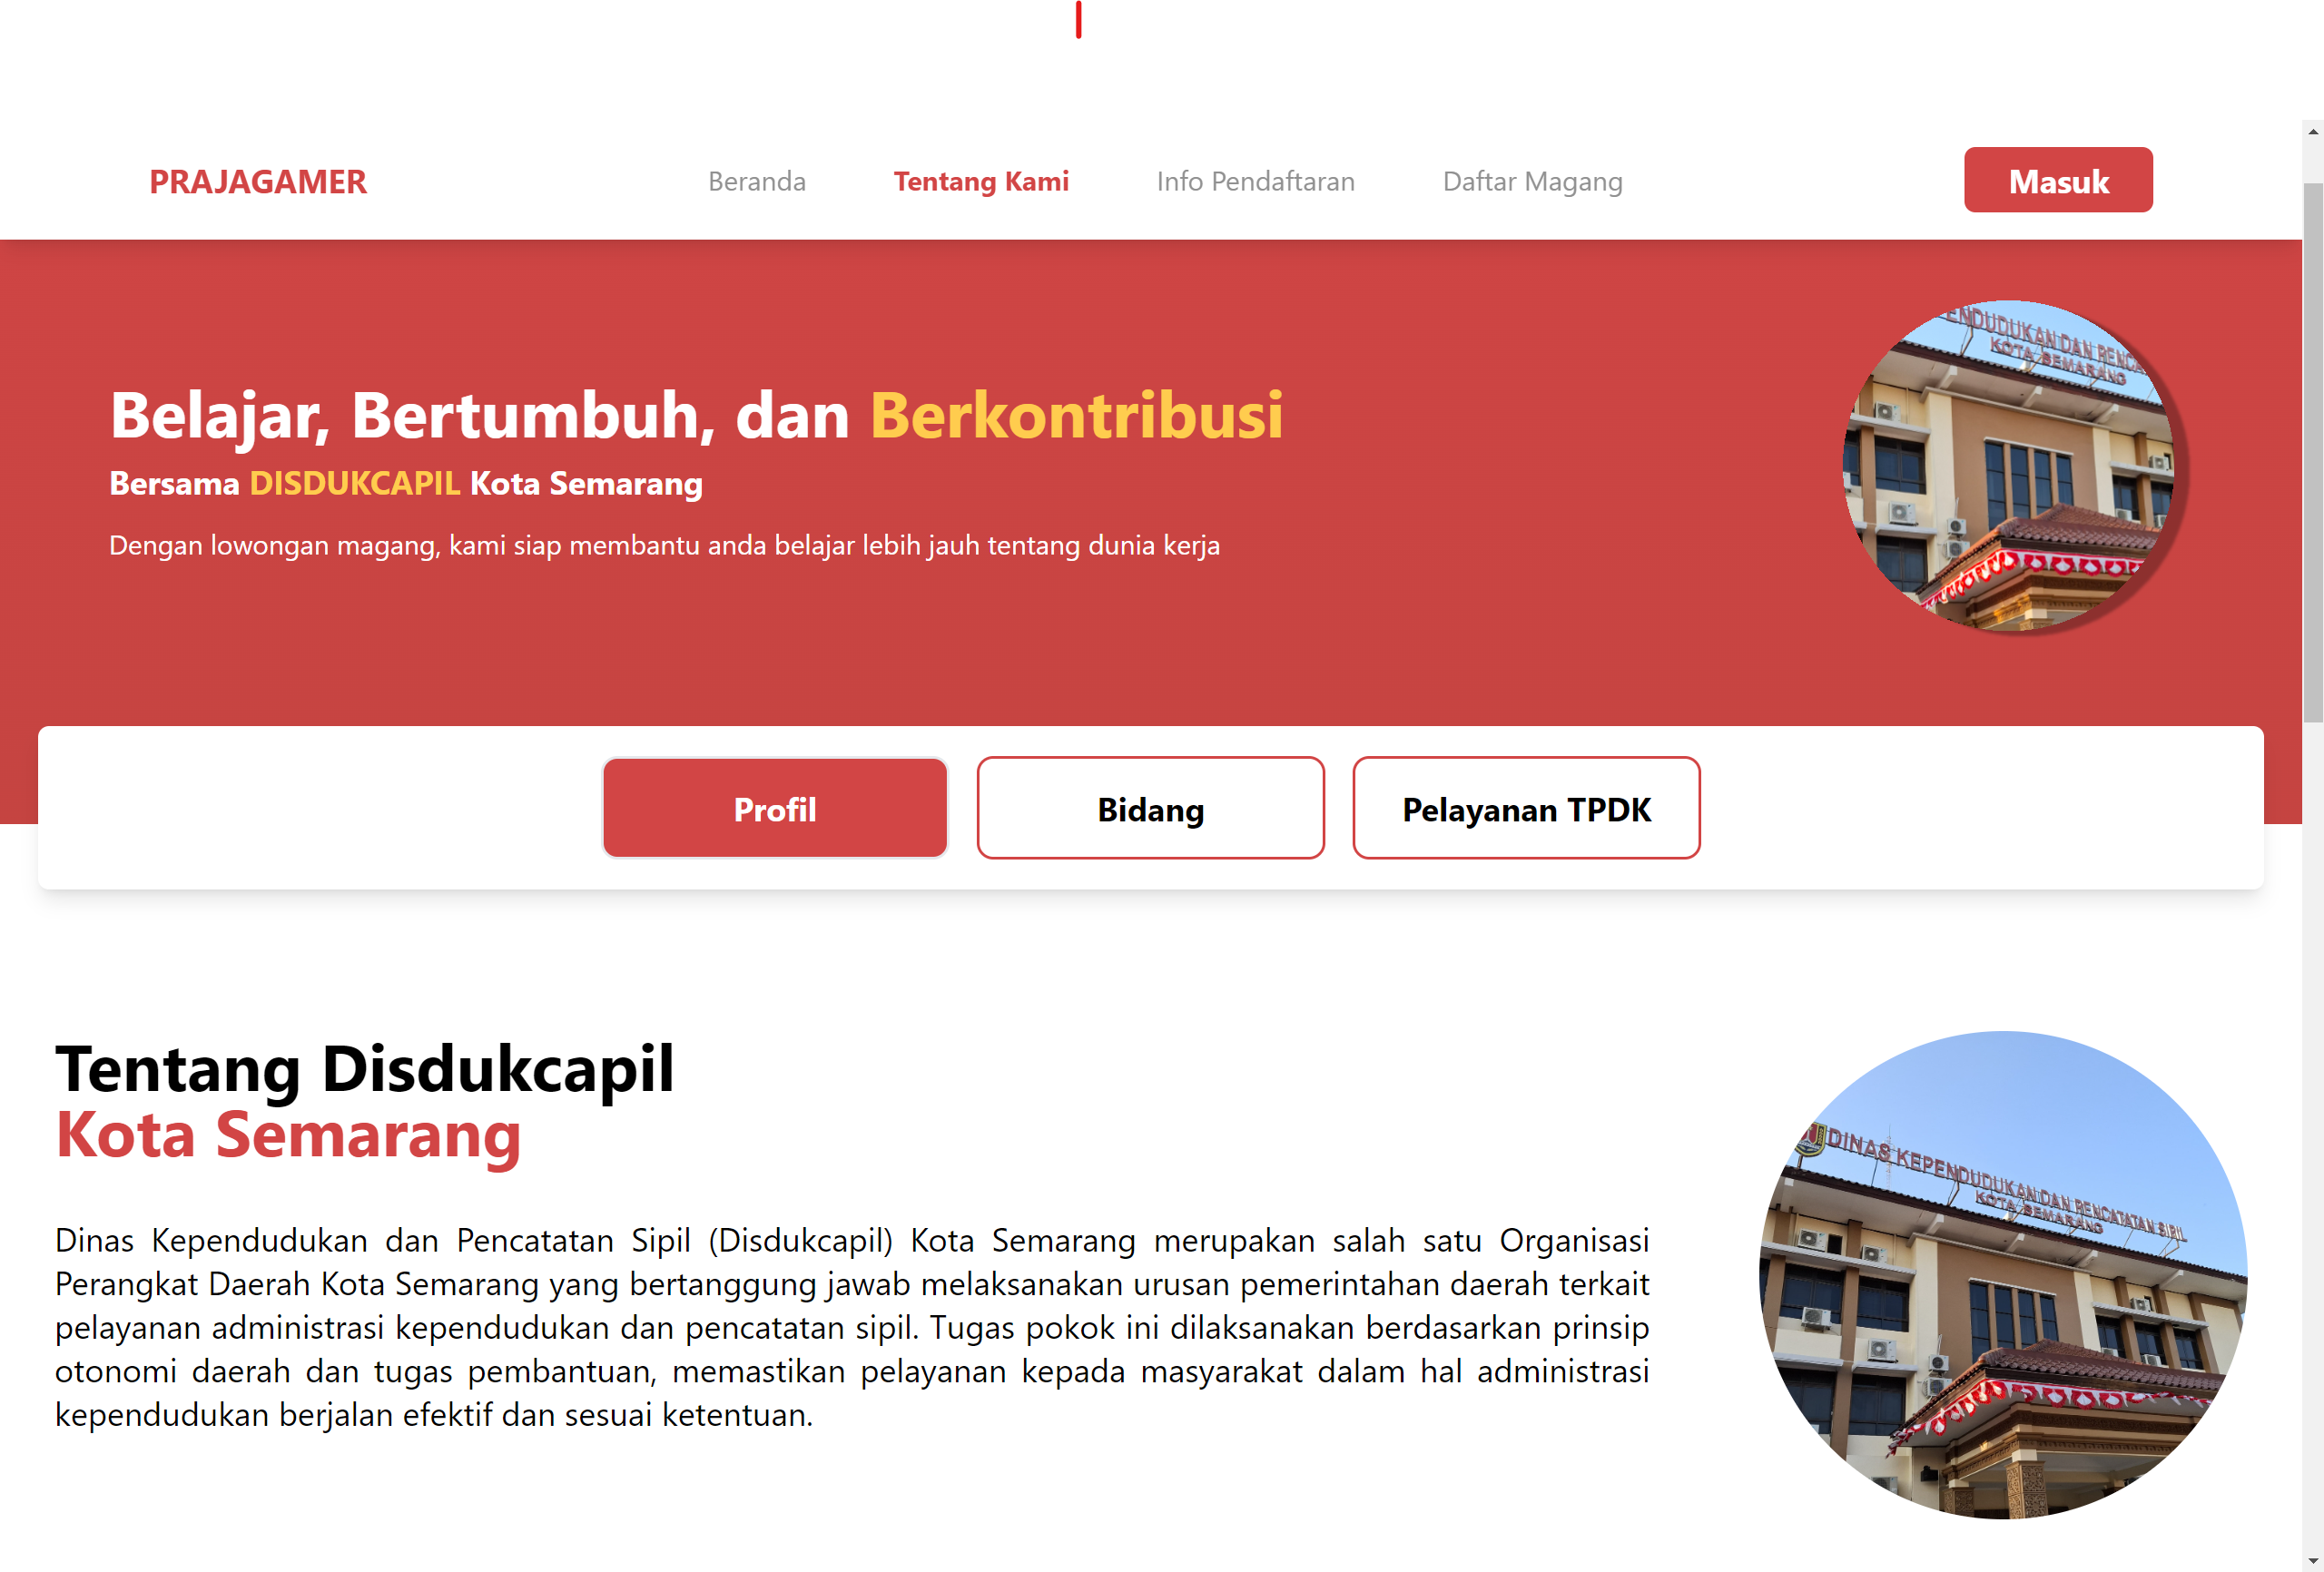 PRAJAGAMER
Beranda
Tentang Kami
Info Pendaftaran
Daftar Magang
Masuk
Belajar, Bertumbuh, dan Berkontribusi
Bersama DISDUKCAPIL Kota Semarang
Dengan lowongan magang, kami siap membantu anda belajar lebih jauh tentang dunia kerja
KOTA SEMARANG
Profil
Bidang
Pelayanan TPDK
Tentang Disdukcapil
Kota Semarang
Dinas Kependudukan dan Pencatatan Sipil (Disdukcapil) Kota Semarang merupakan salah satu Organisasi
Perangkat Daerah Kota Semarang yang bertanggung jawab melaksanakan urusan pemerintahan daerah terkait
pelayanan administrasi kependudukan dan pencatatan sipil. Tugas pokok ini dilaksanakan berdasarkan prinsip
otonomi daerah dan tugas pembantuan, memastikan pelayanan kepada masyarakat dalam hal administrasi
kependudukan berjalan efektif dan sesuai ketentuan.
DINAS KEPENDUDUKAN DAN PENCATATAN SIPIL
KOTA SEMARANG